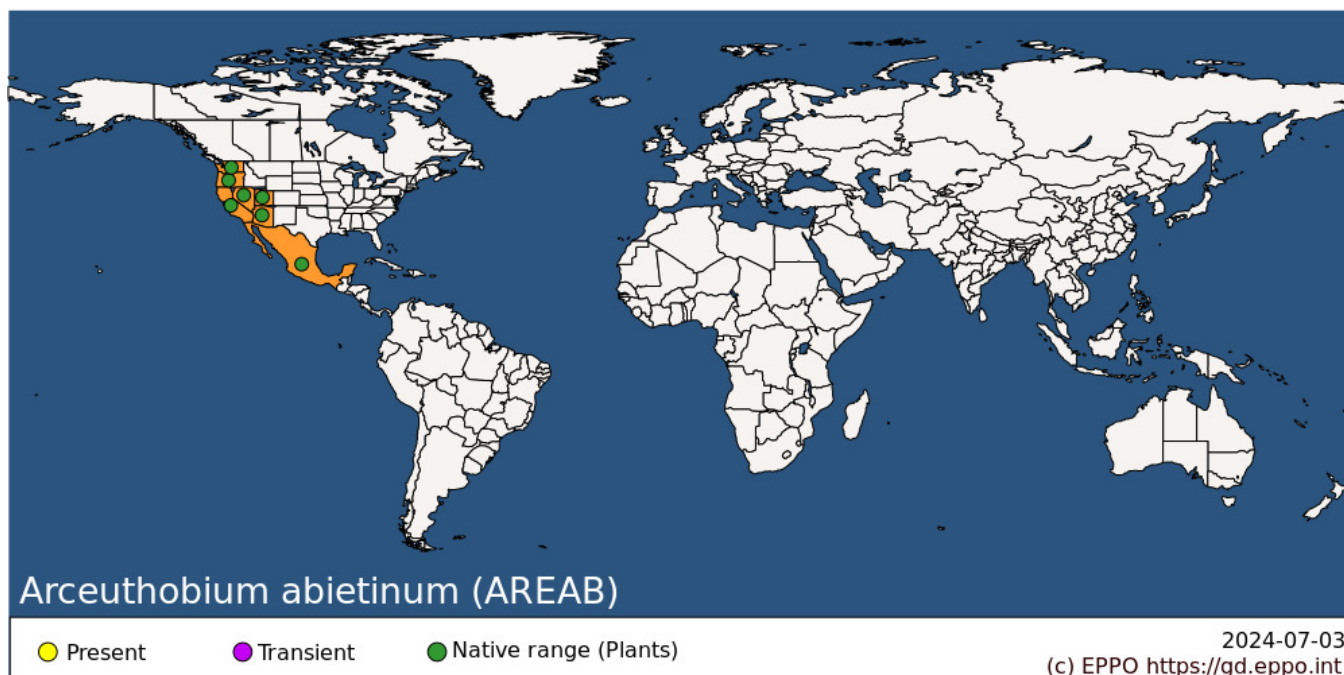 Arceuthobium abietinum (AREAB)
Present
Transient
Native range (Plants)
2024-07-03
(c) EPPO https://gd.eppo.int